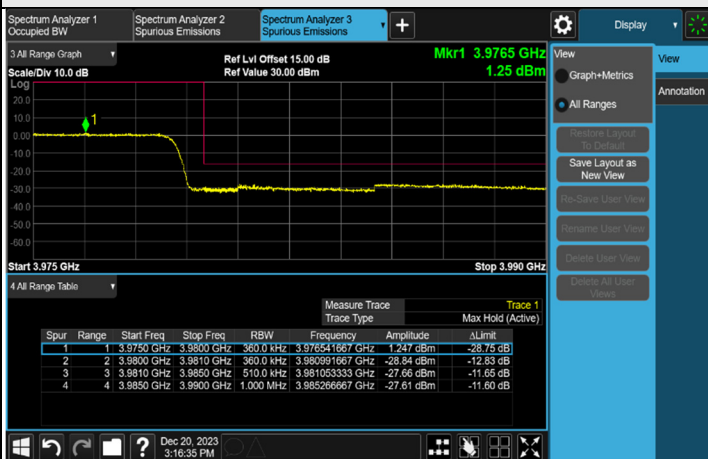 Spectrum Analyzer 1
Occupied BW
Spectrum Analyzer 2
Spurious Emissions
Spectrum Analyzer 3
Spurious Emissions
Display
3 All Range Graph
Scale/Div 10.0 dB
Ref Lvl Offset 15.00 dB
Ref Value 30.00 dBm
Mkr1 3.9765 GHz
1.25 dBm
Log
20.0
10.0
0.00
-10.0
-20.0
-30.0
-40.0
-50.0
-60.0
1
Start 3.975 GHz
Stop 3.990 GHz
4 All Range Table
Measure Trace Trace 1
Trace Type Max Hold (Active)
Spur Range Start Freq Stop Freq RBW Frequency Amplitude ΔLimit
1 1 3.9750 GHz 3.9800 GHz 360.0 kHz 3.976541667 GHz 1.247 dBm -28.75 dB
2 2 3.9800 GHz 3.9810 GHz 360.0 kHz 3.980991667 GHz -28.84 dBm -12.83 dB
3 3 3.9810 GHz 3.9850 GHz 510.0 kHz 3.981053333 GHz -27.66 dBm -11.65 dB
4 4 3.9850 GHz 3.9900 GHz 1.000 MHz 3.985266667 GHz -27.61 dBm -11.60 dB
View
Graph+Metrics
All Ranges
Restore Layout
To Default
Save Layout as
New View
Re-Save User View
Rename User View
Delete User View
Delete All User
Views
View
Annotation
?
Dec 20, 2023
3:16:35 PM